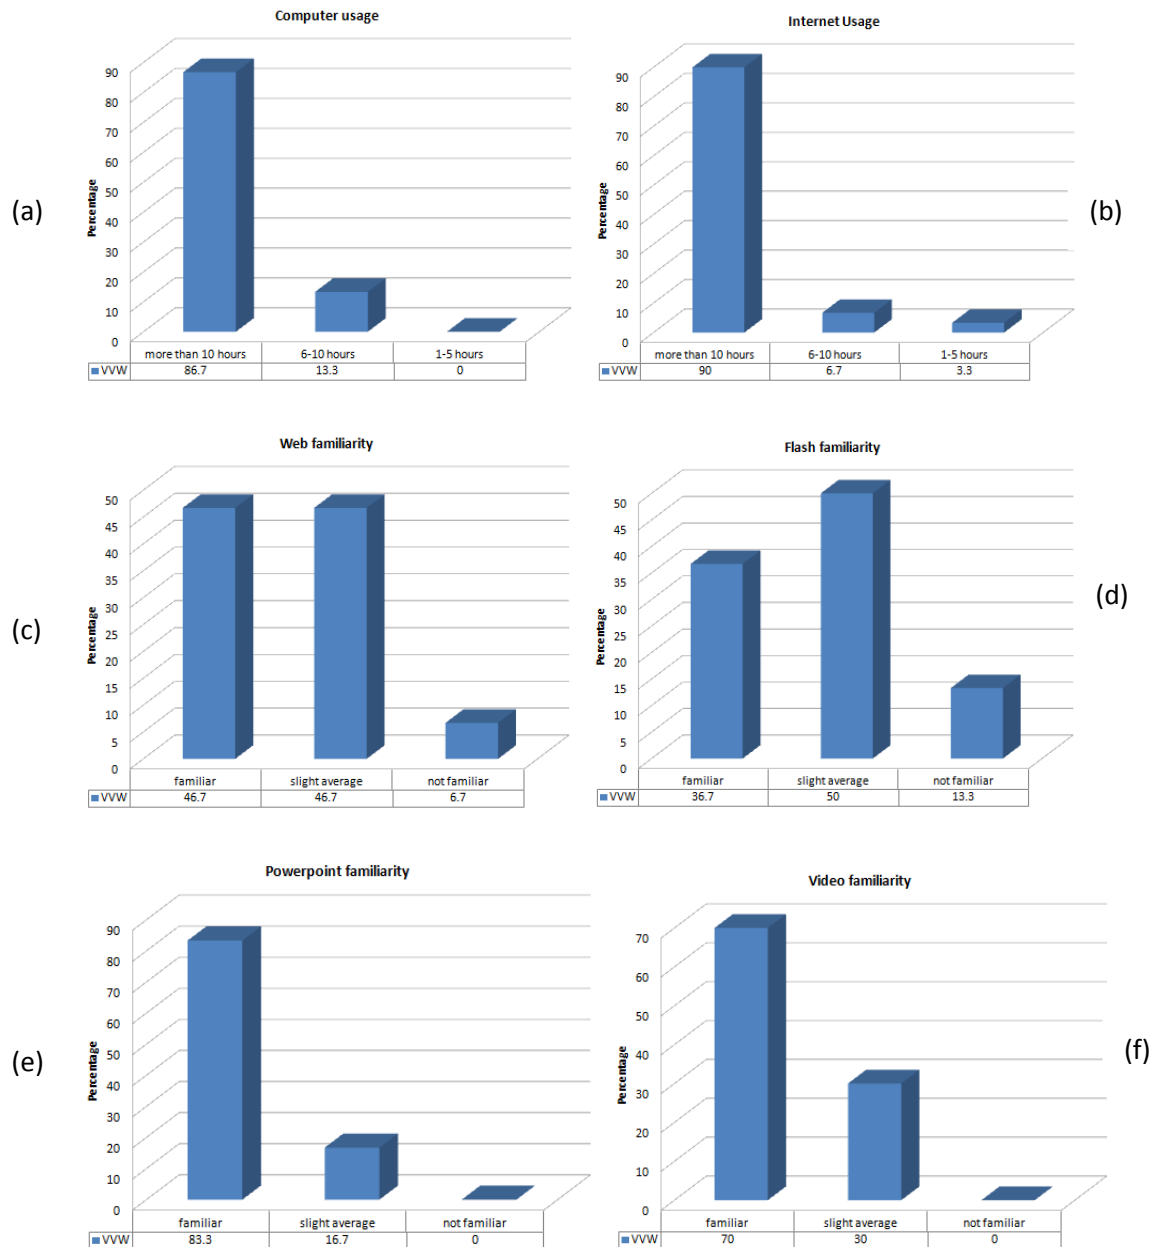 Computer usage
Percentage
90
80
70
60
50
40
30
20
10
0
more than 10 hours 6-10 hours 1-5 hours
VVW 86.7 13.3 0
(a)
Internet Usage
Percentage
90
80
70
60
50
40
30
20
10
0
more than 10 hours 6-10 hours 1-5 hours
VVW 90 6.7 3.3
(b)
Web familiarity
Percentage
50
45
40
35
30
25
20
15
10
5
0
familiar slight average not familiar
VVW 46.7 46.7 6.7
(c)
Flash familiarity
Percentage
50
45
40
35
30
25
20
15
10
5
0
familiar slight average not familiar
VVW 36.7 50 13.3
(d)
Powerpoint familiarity
Percentage
90
80
70
60
50
40
30
20
10
0
familiar slight average not familiar
VVW 83.3 16.7 0
(e)
Video familiarity
Percentage
70
60
50
40
30
20
10
0
familiar slight average not familiar
VVW 70 30 0
(f)